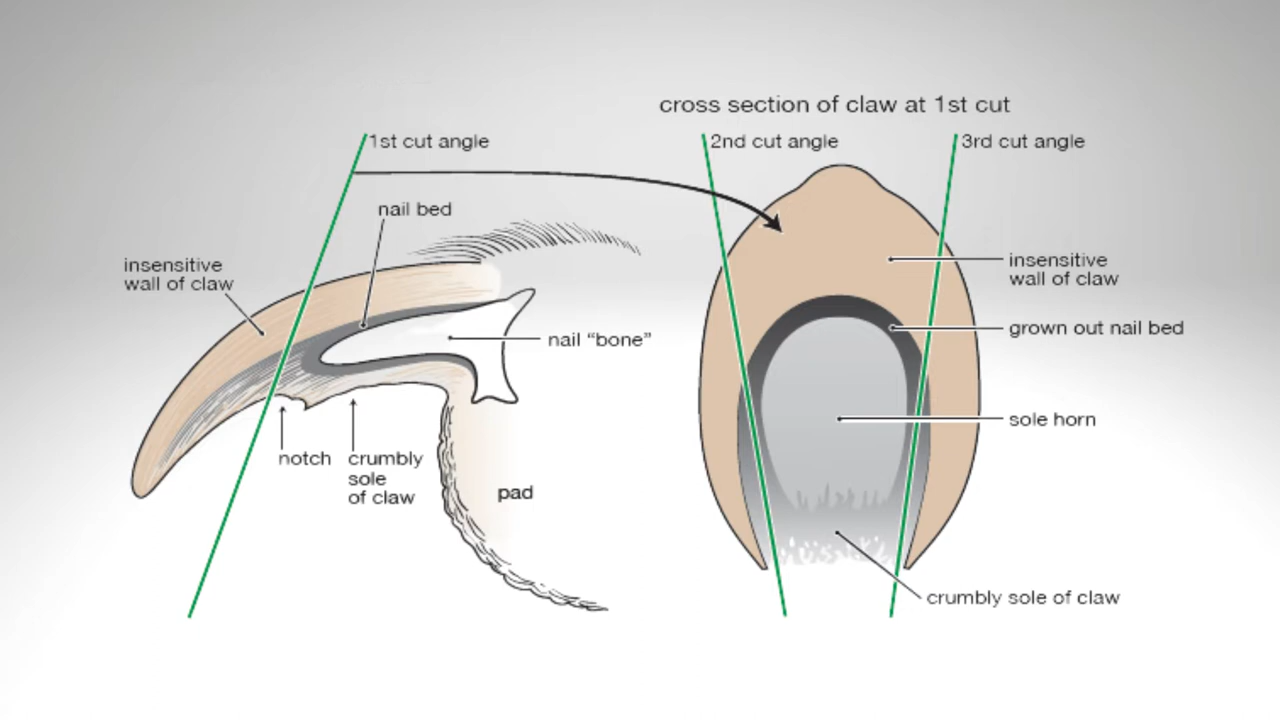 cross section of claw at 1st cut
1st cut angle
2nd cut angle
3rd cut angle
nail bed
insensitive
wall of claw
insensitive
wall of claw
grown out nail bed
nail “bone”
sole horn
notch
crumbly
sole
of claw
pad
crumbly sole of claw